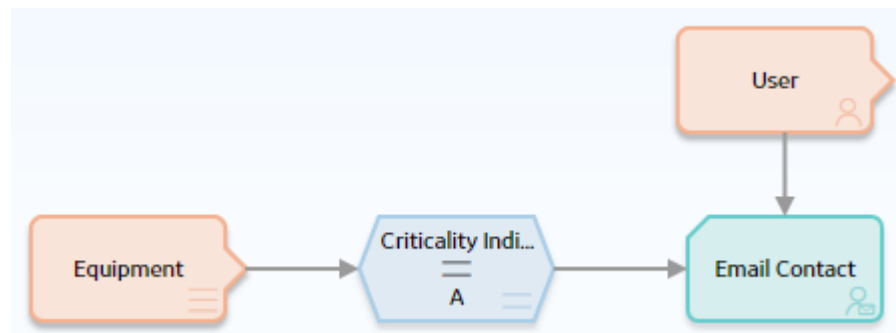 User
Equipment
Criticality Indi...
=
A
Email Contact